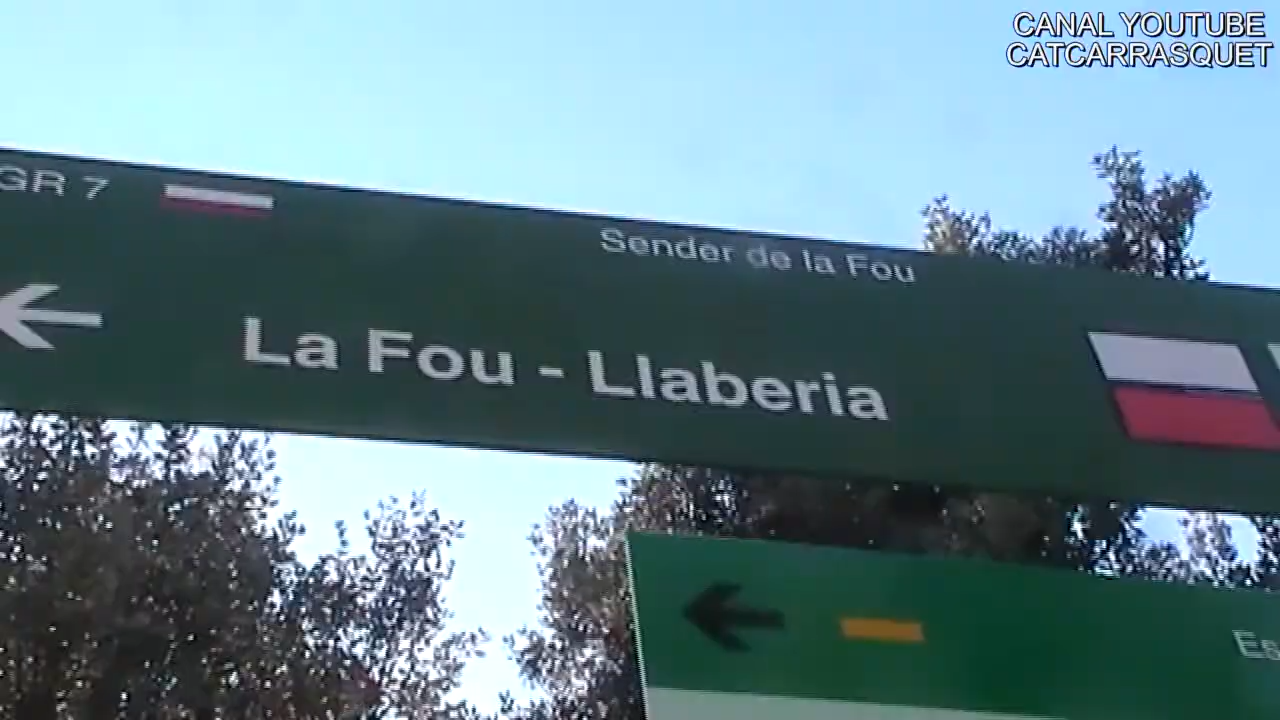 CANAL YOUTUBE
CATCARRASQUET
GR 7
Sender de la Fou
La Fou - Llaberia